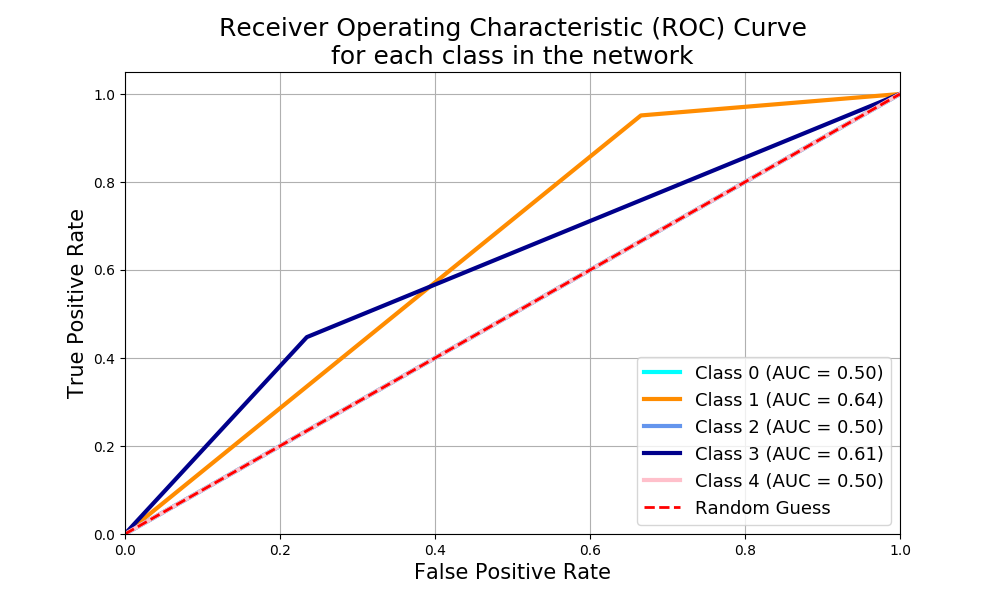 Receiver Operating Characteristic (ROC) Curve
for each class in the network
True Positive Rate
1.0
0.8
0.6
0.4
0.2
0.0
Class 0 (AUC = 0.50)
Class 1 (AUC = 0.64)
Class 2 (AUC = 0.50)
Class 3 (AUC = 0.61)
Class 4 (AUC = 0.50)
Random Guess
0.0 0.2 0.4 0.6 0.8 1.0
False Positive Rate